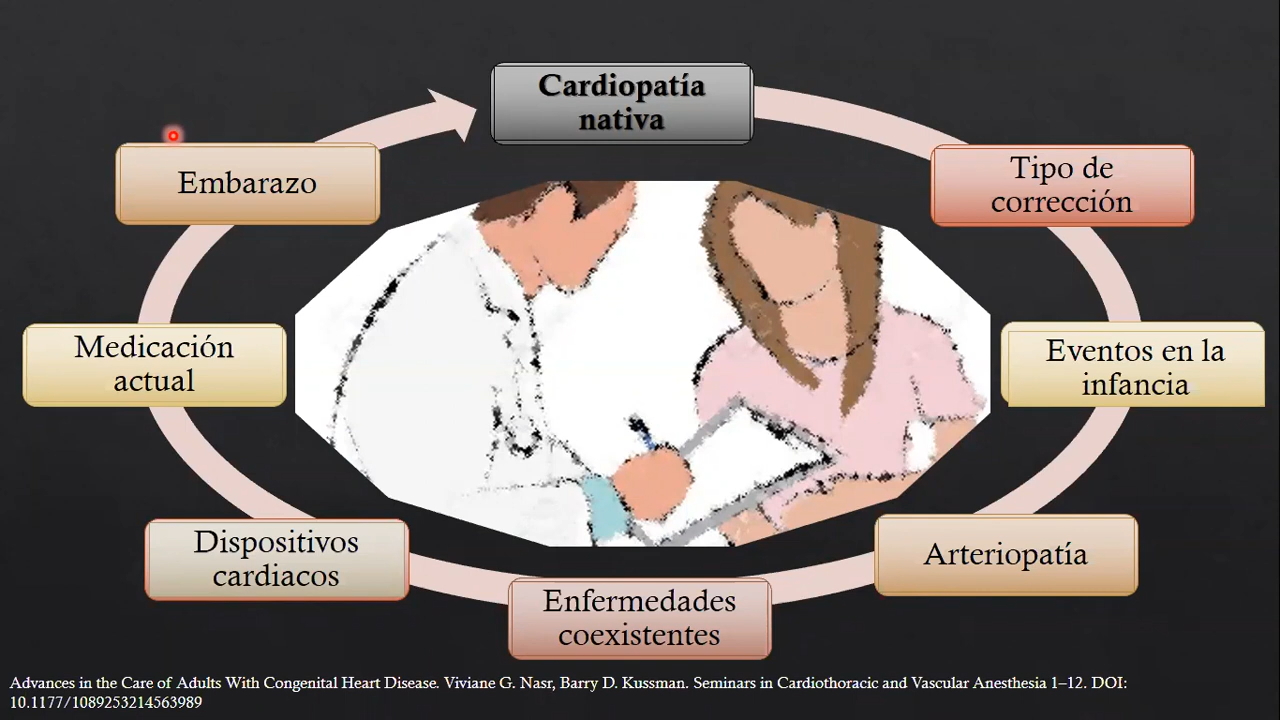 Cardiopatía
nativa
Tipo de
corrección
Eventos en la
infancia
Arteriopatía
Enfermedades
coexistentes
Dispositivos
cardiacos
Medicación
actual
Embarazo
Advances in the Care of Adults With Congenital Heart Disease. Viviane G. Nasr, Barry D. Kussman. Seminars in Cardiothoracic and Vascular Anesthesia 1–12. DOI:
10.1177/1089253214563989